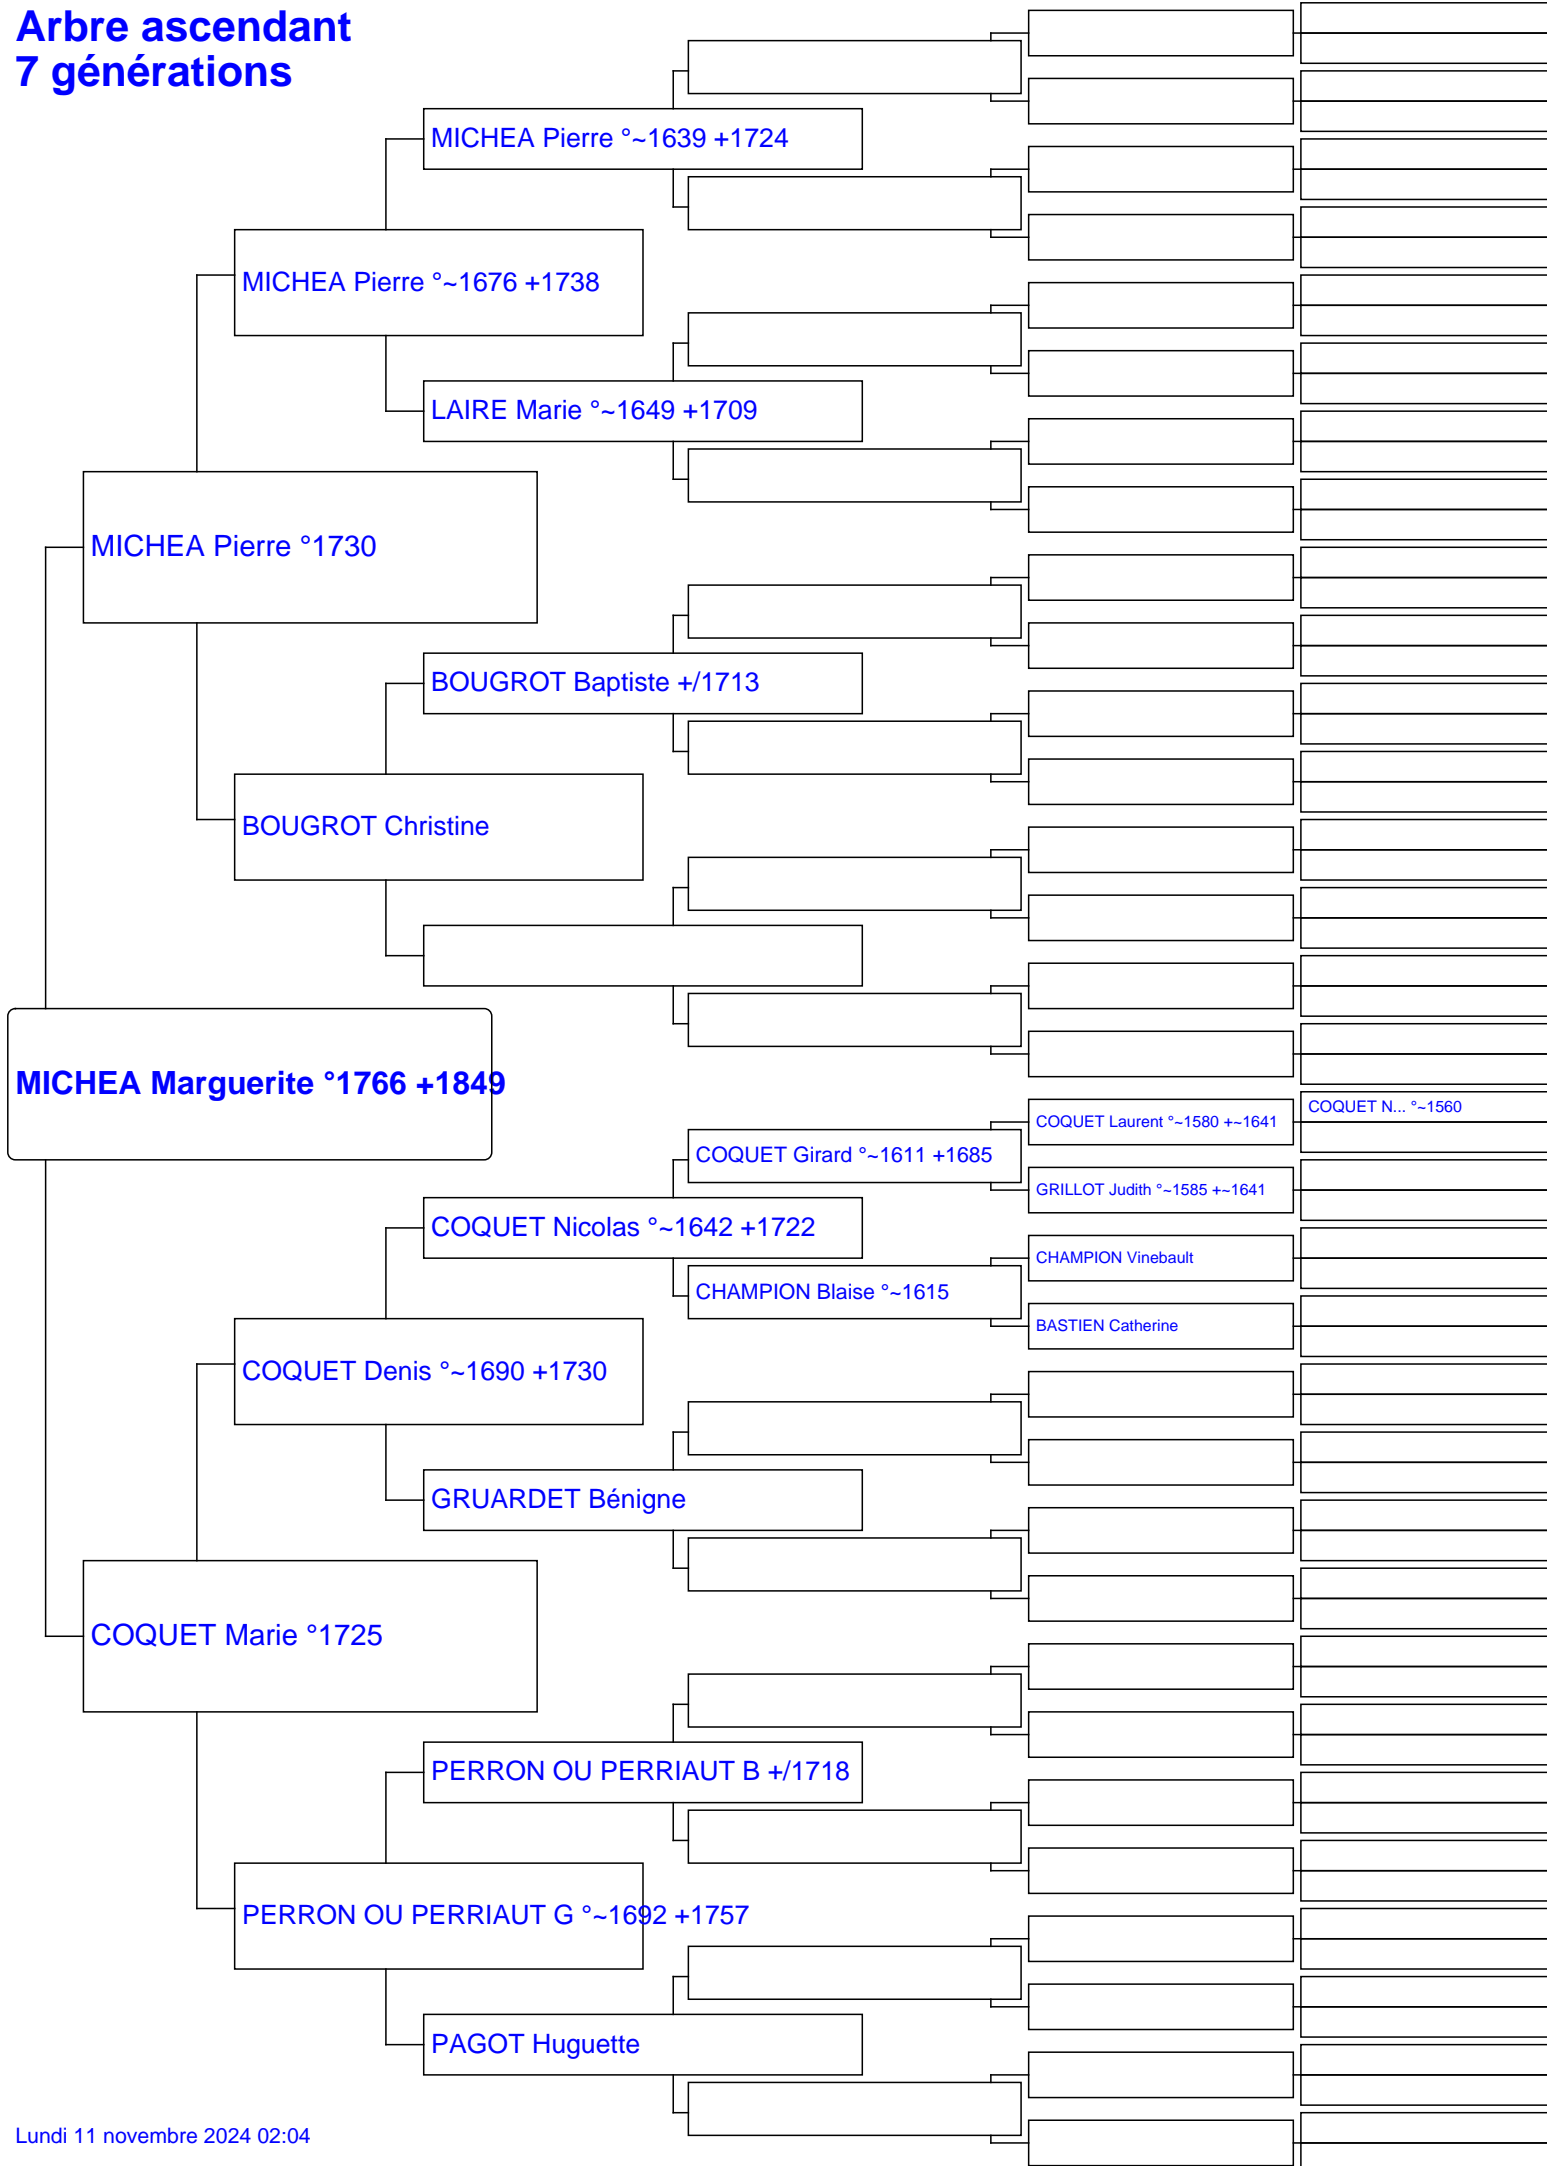 Arbre ascendant
7 générations
MICHEA Pierre °~1639 +1724
MICHEA Pierre °~1676 +1738
LAIRE Marie °~1649 +1709
MICHEA Pierre °1730
BOUGROT Baptiste +/1713
BOUGROT Christine
MICHEA Marguerite °1766 +1849
COQUET N... °~1560
COQUET Laurent °~1580 +~1641
COQUET Girard °~1611 +1685
GRILLOT Judith °~1585 +~1641
COQUET Nicolas °~1642 +1722
CHAMPION Vinebault
CHAMPION Blaise °~1615
BASTIEN Catherine
COQUET Denis °~1690 +1730
GRUARDET Bénigne
COQUET Marie °1725
PERRON OU PERRIAUT B +/1718
PERRON OU PERRIAUT G °~1692 +1757
PAGOT Huguette
Lundi 11 novembre 2024 02:04